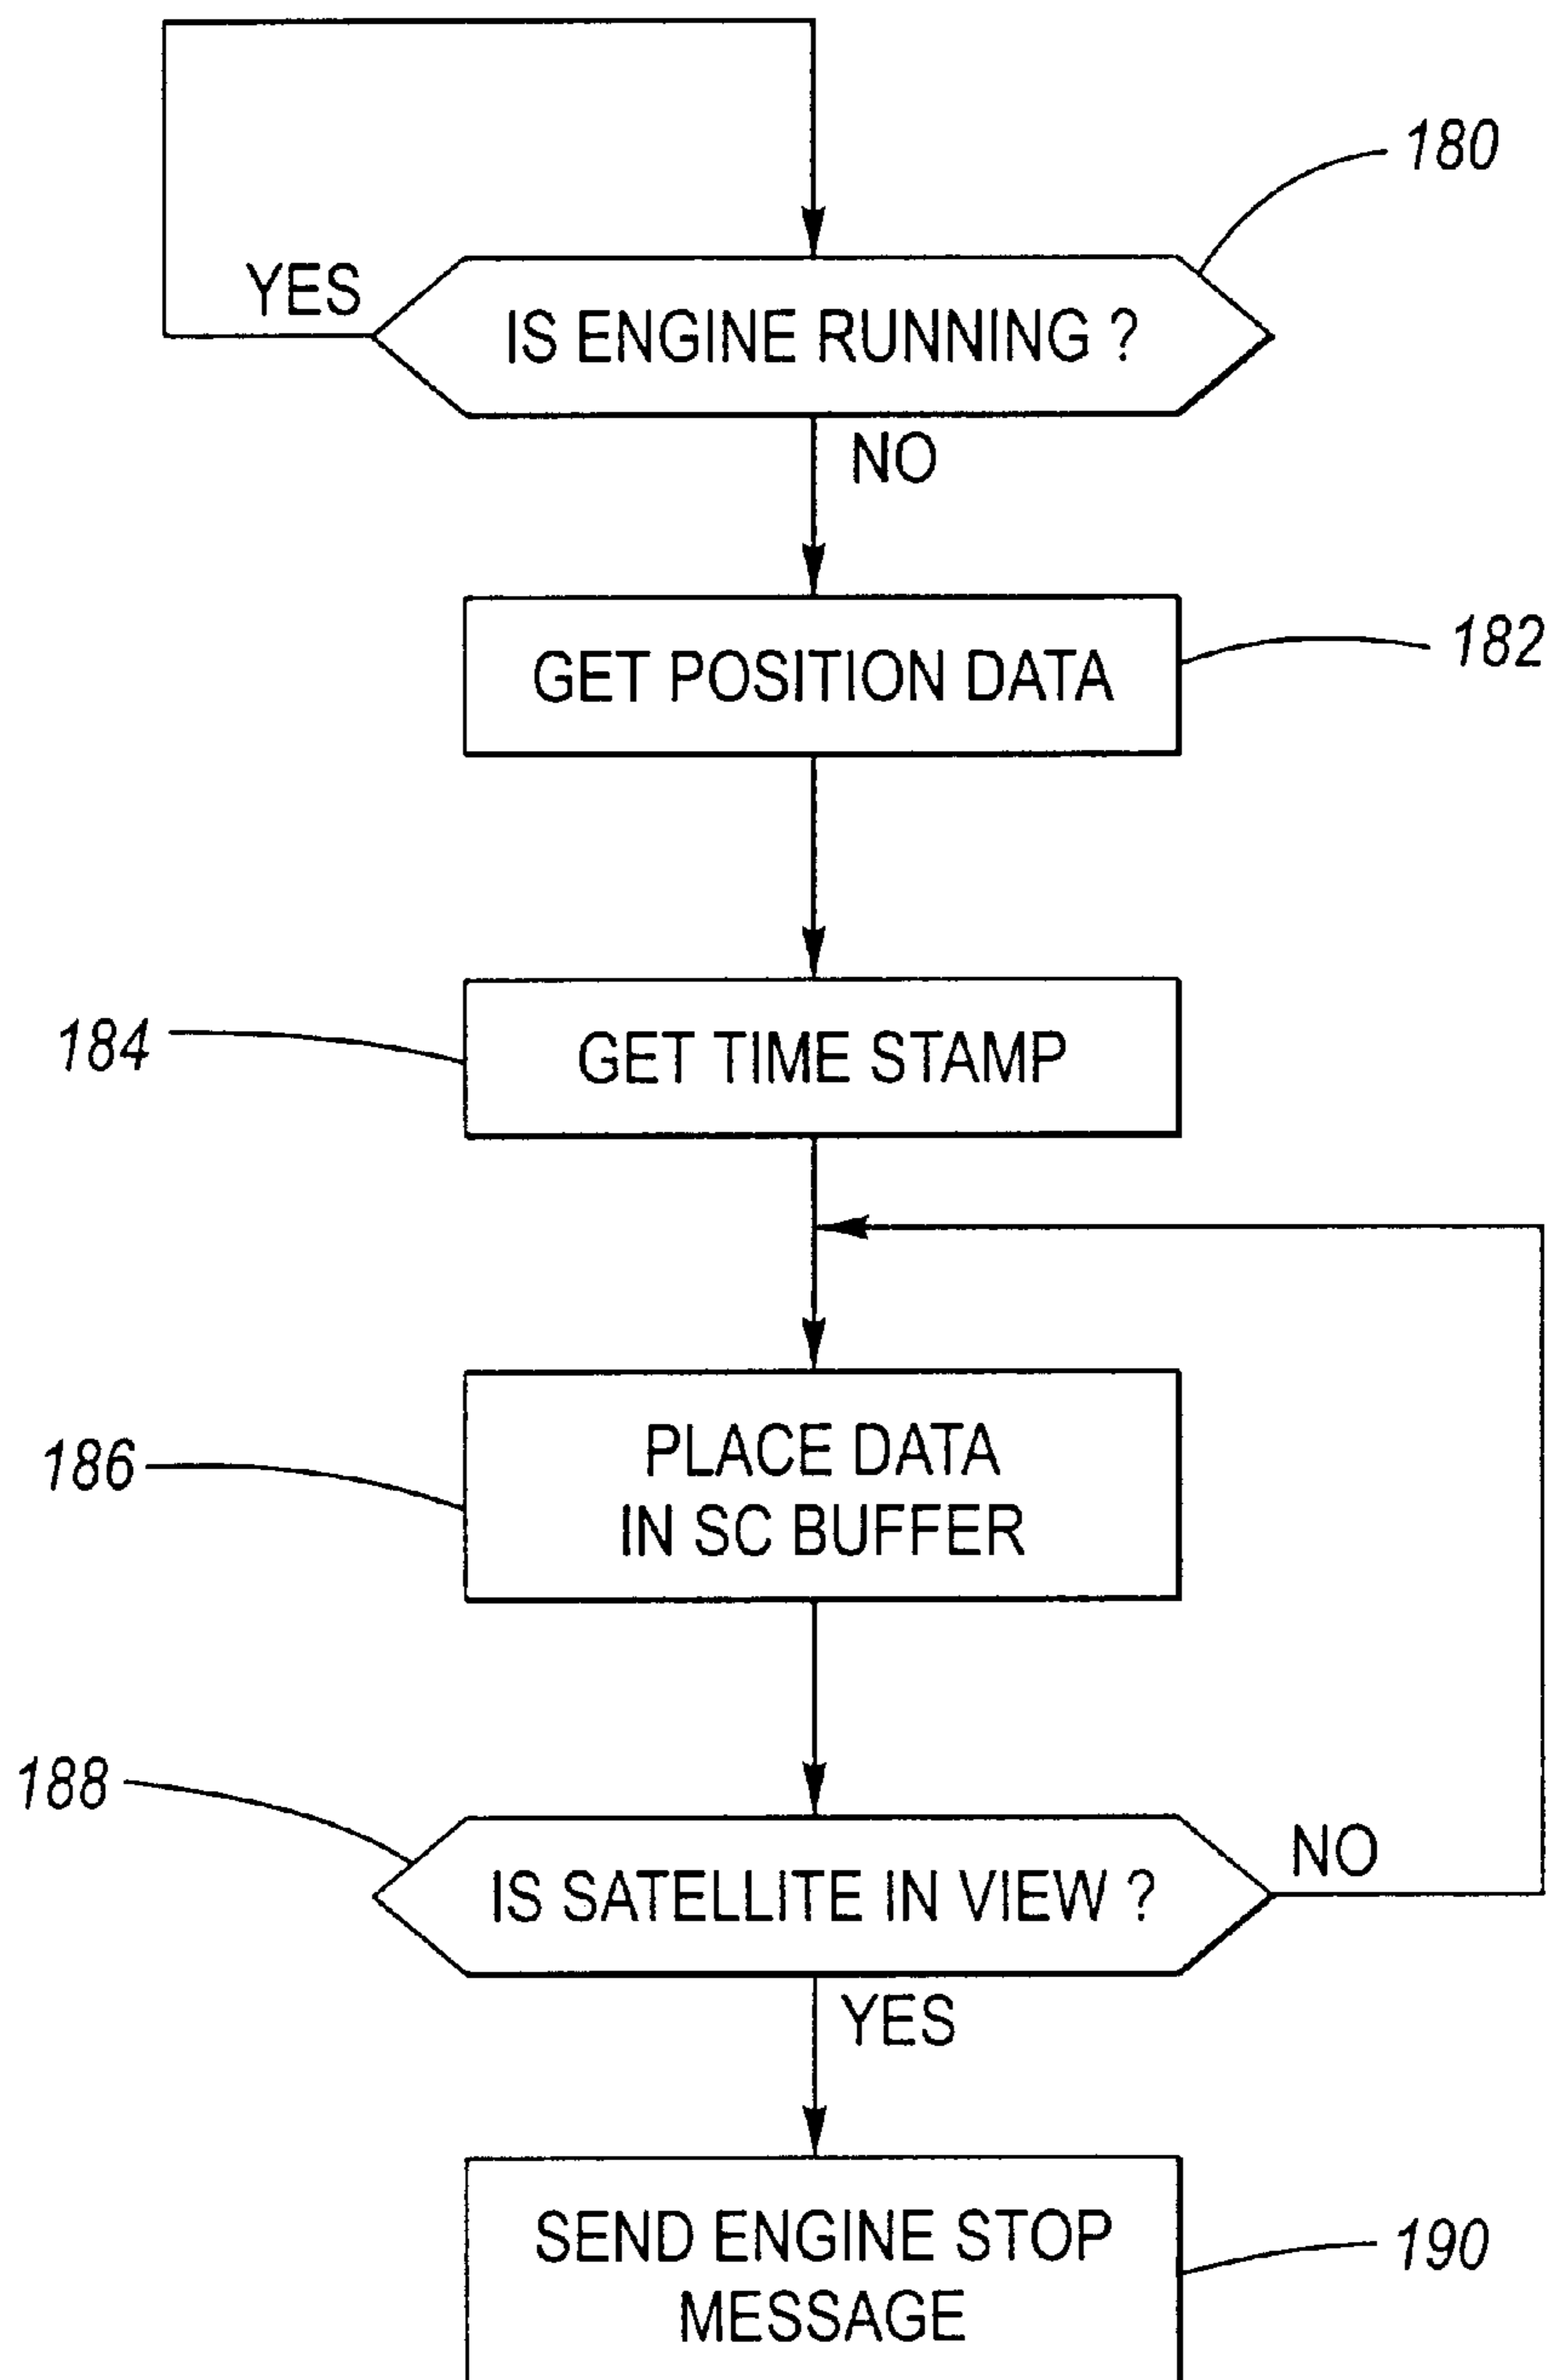 180
YES
IS ENGINE RUNNING ?
NO
GET POSITION DATA
182
184
GET TIME STAMP
PLACE DATA
IN SC BUFFER
186
188
IS SATELLITE IN VIEW ?
NO
YES
SEND ENGINE STOP
MESSAGE
190